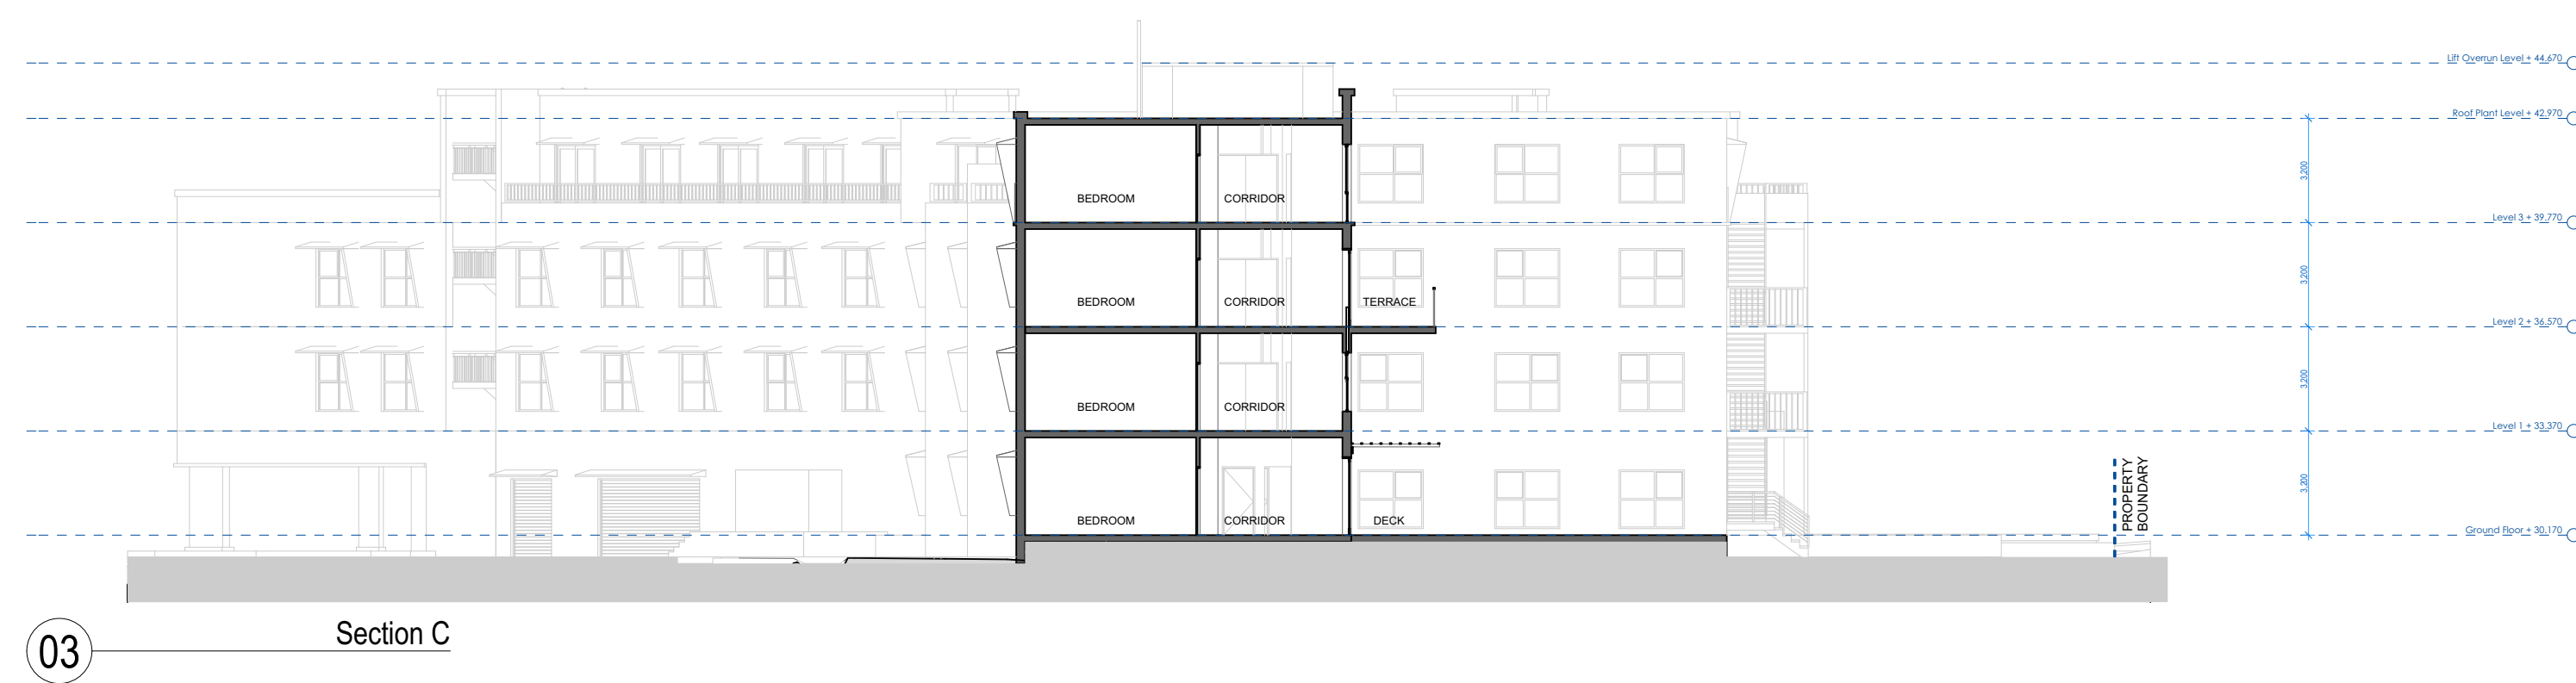 Lift Overrun Level + 44.670
Roof Plant Level + 42.970
3,200
BEDROOM CORRIDOR
Level 3 + 39.770
3,200
BEDROOM CORRIDOR TERRACE
Level 2 + 36.570
3,200
BEDROOM CORRIDOR
Level 1 + 33.370
3,200
PROPERTY
BOUNDARY
BEDROOM CORRIDOR DECK
Ground Floor + 30.170
03 Section C